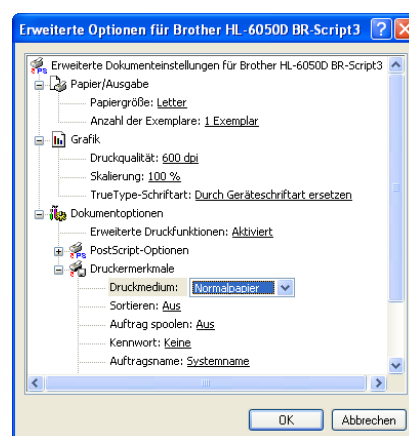 Erweiterte Optionen für Brother HL-6050D BR-Script3
Erweiterte Dokumenteinstellungen für Brother HL-6050D BR-Script3
Papier/Ausgabe
Papiergröße: Letter
Anzahl der Exemplare: 1 Exemplar
Grafik
Druckqualität: 600 dpi
Skalierung: 100 %
TrueType-Schriftart: Durch Geräteschriftart ersetzen
Dokumentoptionen
Erweiterte Druckfunktionen: Aktiviert
PostScript-Optionen
Druckermerkmale
Druckmedium: Normalpapier
Sortieren: Aus
Auftrag spoolen: Aus
Kennwort: Keine
Auftragsname: Systemname
OK Abbrechen